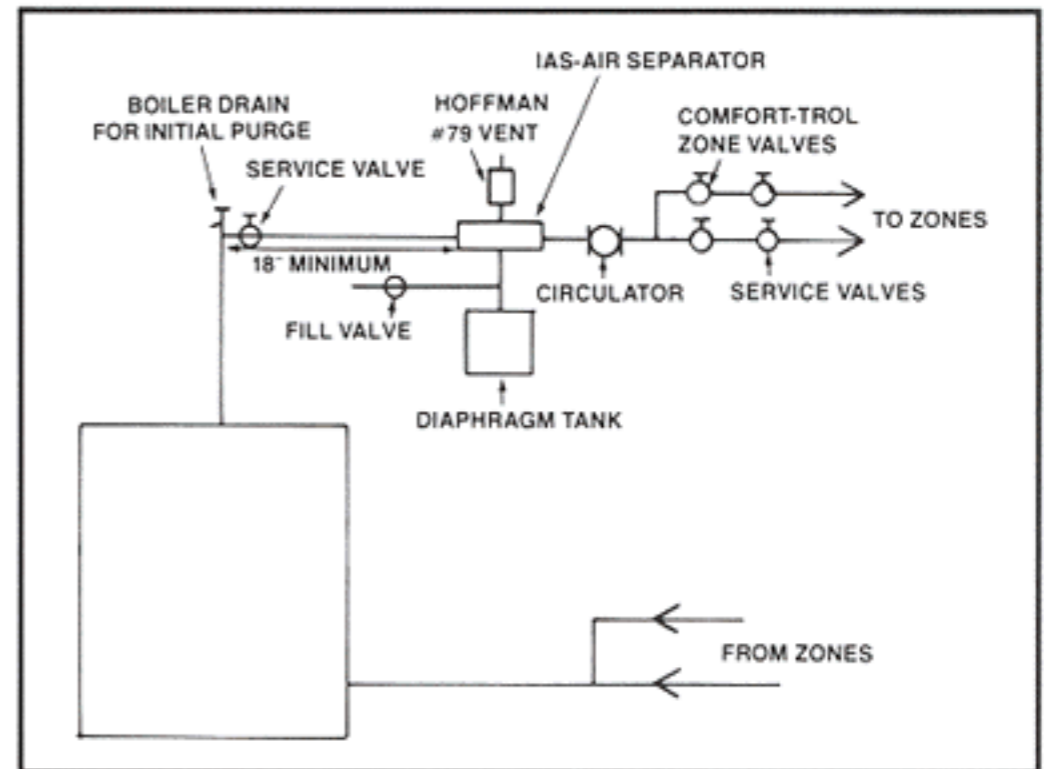 IAS-AIR SEPARATOR
BOILER DRAIN
FOR INITIAL PURGE
HOFFMAN
#79 VENT
COMFORT-TROL
ZONE VALVES
SERVICE VALVE
TO ZONES
18" MINIMUM
CIRCULATOR
SERVICE VALVES
FILL VALVE
DIAPHRAGM TANK
FROM ZONES